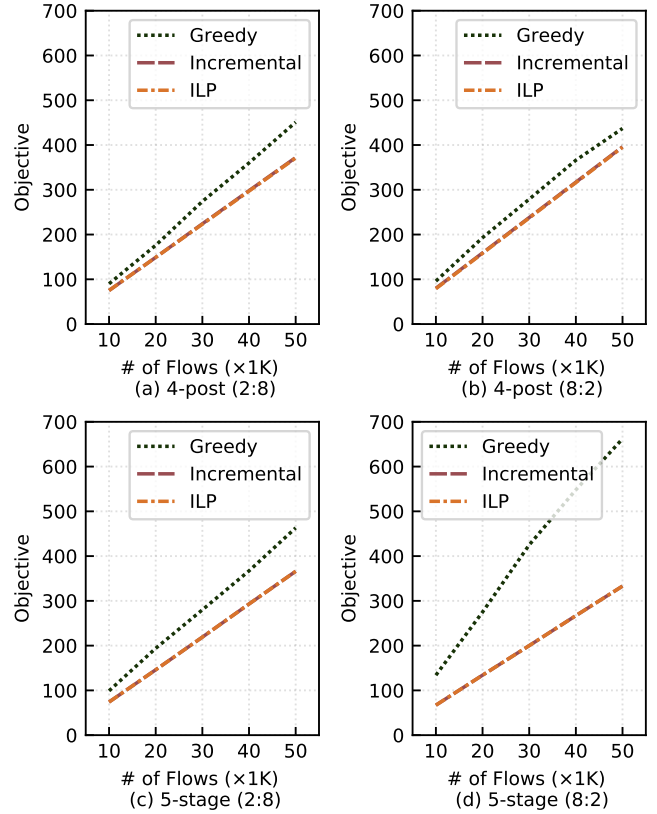 700
600
500
400
300
200
100
0
Objective
Greedy
Incremental
ILP
10 20 30 40 50
# of Flows (×1K)
(a) 4-post (2:8)
700
600
500
400
300
200
100
0
Objective
Greedy
Incremental
ILP
10 20 30 40 50
# of Flows (×1K)
(b) 4-post (8:2)
700
600
500
400
300
200
100
0
Objective
Greedy
Incremental
ILP
10 20 30 40 50
# of Flows (×1K)
(c) 5-stage (2:8)
700
600
500
400
300
200
100
0
Objective
Greedy
Incremental
ILP
10 20 30 40 50
# of Flows (×1K)
(d) 5-stage (8:2)